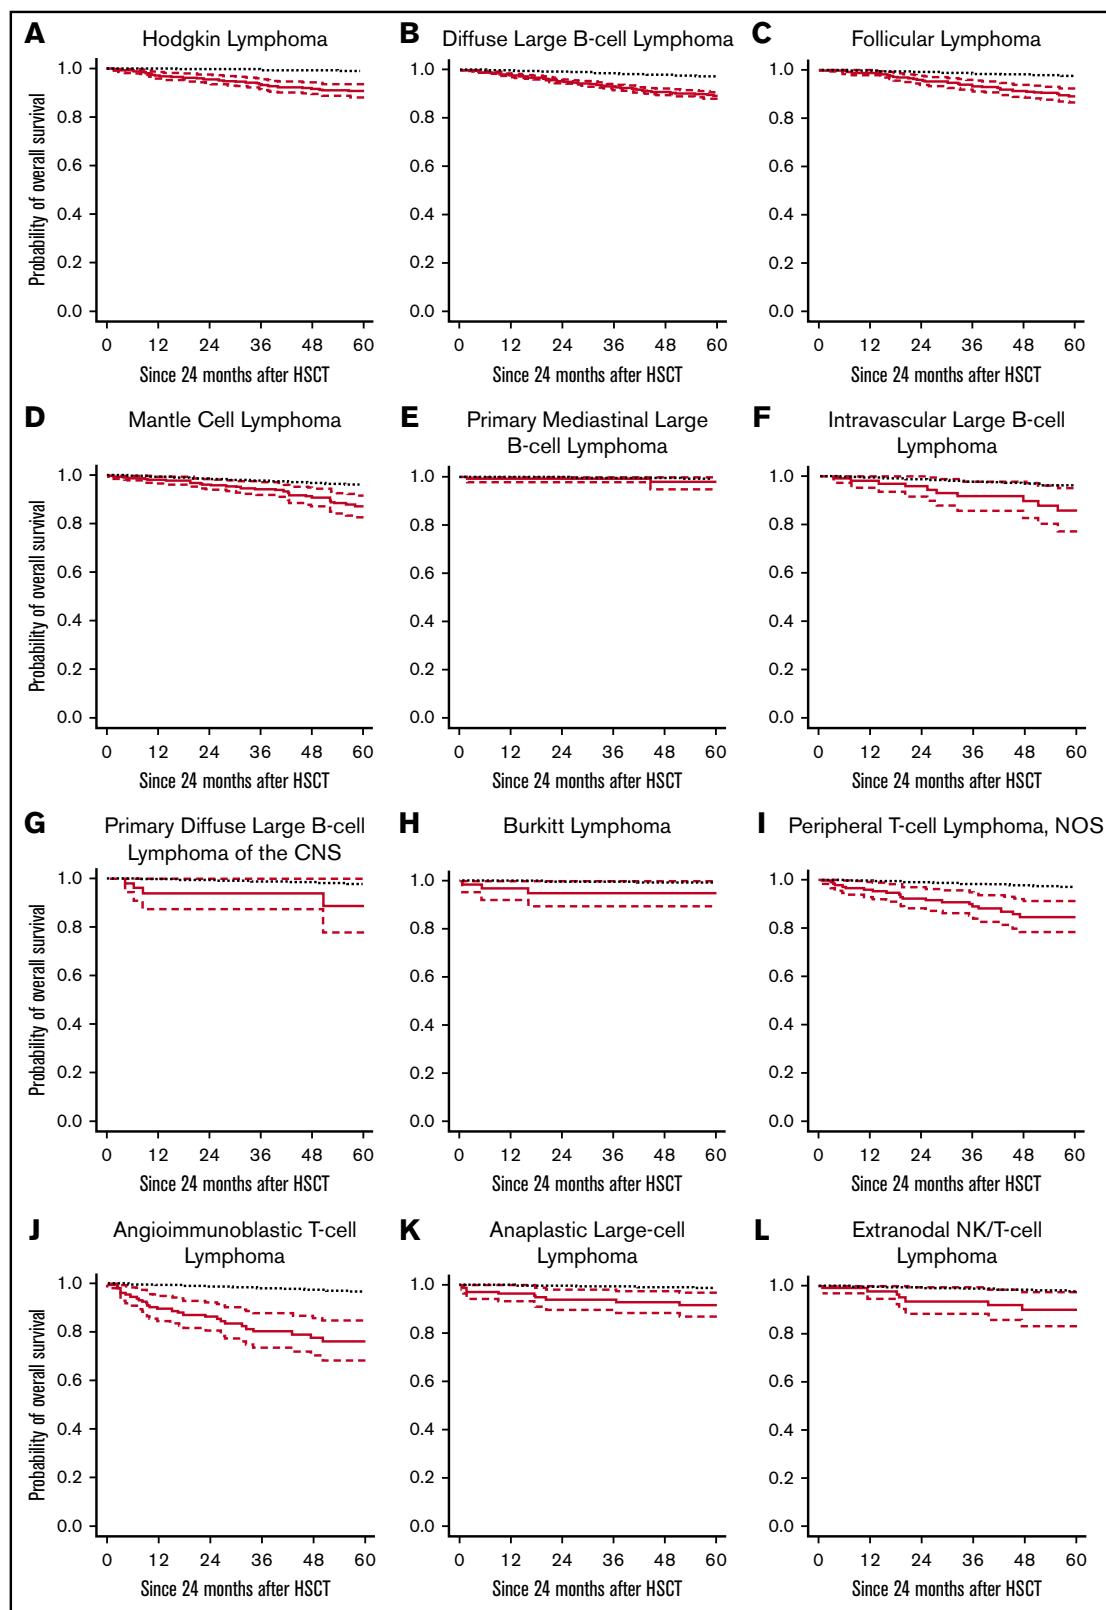 A Hodgkin Lymphoma
Probability of overall survival
1.0
0.8
0.6
0.4
0.2
0.0
0 12 24 36 48 60
Since 24 months after HSCT
B Diffuse Large B-cell Lymphoma
1.0
0.8
0.6
0.4
0.2
0.0
0 12 24 36 48 60
Since 24 months after HSCT
C Follicular Lymphoma
1.0
0.8
0.6
0.4
0.2
0.0
0 12 24 36 48 60
Since 24 months after HSCT
D Mantle Cell Lymphoma
Probability of overall survival
1.0
0.8
0.6
0.4
0.2
0.0
0 12 24 36 48 60
Since 24 months after HSCT
E Primary Mediastinal Large
B-cell Lymphoma
1.0
0.8
0.6
0.4
0.2
0.0
0 12 24 36 48 60
Since 24 months after HSCT
F Intravascular Large B-cell
Lymphoma
1.0
0.8
0.6
0.4
0.2
0.0
0 12 24 36 48 60
Since 24 months after HSCT
G Primary Diffuse Large B-cell
Lymphoma of the CNS
Probability of overall survival
1.0
0.8
0.6
0.4
0.2
0.0
0 12 24 36 48 60
Since 24 months after HSCT
H Burkitt Lymphoma
1.0
0.8
0.6
0.4
0.2
0.0
0 12 24 36 48 60
Since 24 months after HSCT
I Peripheral T-cell Lymphoma, NOS
1.0
0.8
0.6
0.4
0.2
0.0
0 12 24 36 48 60
Since 24 months after HSCT
J Angioimmunoblastic T-cell
Lymphoma
Probability of overall survival
1.0
0.8
0.6
0.4
0.2
0.0
0 12 24 36 48 60
Since 24 months after HSCT
K Anaplastic Large-cell
Lymphoma
1.0
0.8
0.6
0.4
0.2
0.0
0 12 24 36 48 60
Since 24 months after HSCT
L Extranodal NK/T-cell
Lymphoma
1.0
0.8
0.6
0.4
0.2
0.0
0 12 24 36 48 60
Since 24 months after HSCT